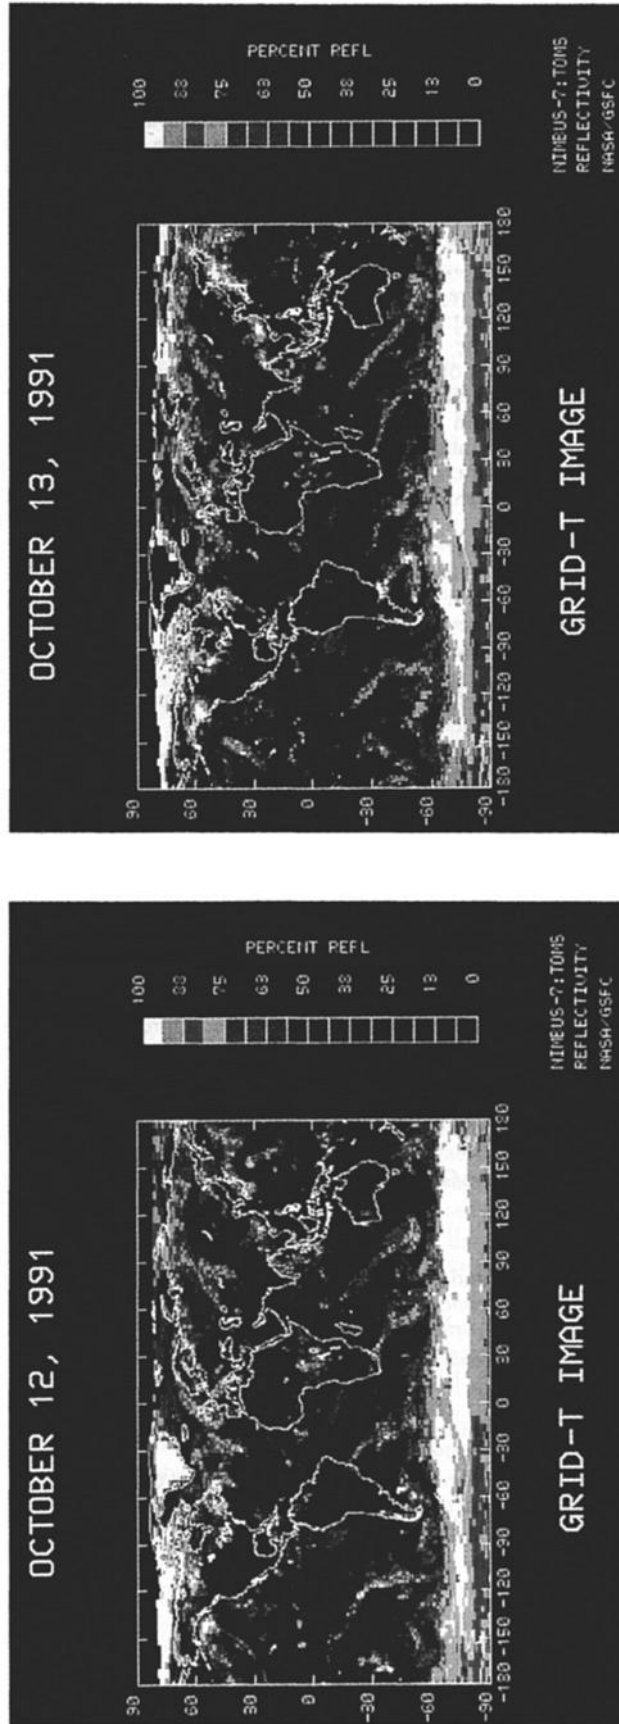 OCTOBER 12, 1991
90
60
30
0
-30
-60
-90
-180 -150 -120 -90 -60 -30 0 30 60 90 120 150 180
PERCENT REFL
100
88
75
63
50
38
25
13
0
GRID-T IMAGE
NIMBUS-7:TOMS
REFLECTIVITY
NASA/GSFC
OCTOBER 13, 1991
90
60
30
0
-30
-60
-90
-180 -150 -120 -90 -60 -30 0 30 60 90 120 150 180
PERCENT REFL
100
88
75
63
50
38
25
13
0
GRID-T IMAGE
NIMBUS-7:TOMS
REFLECTIVITY
NASA/GSFC